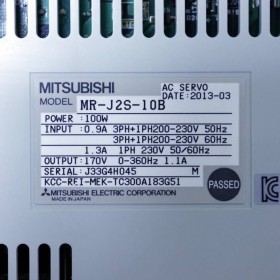 MITSUBISHI
AC SERVO
DATE:2013-03
MODEL MR-J2S-10B
POWER :100W
INPUT :0.9A 3PH+1PH200-230V 50Hz
3PH+1PH200-230V 60Hz
1.3A 1PH 230V 50/60Hz
OUTPUT:170V 0-360Hz 1.1A
SERIAL:J33G4H045 M
KCC-REI-MEK-TC300A183G51
PASSED
MITSUBISHI ELECTRIC CORPORATION
MADE IN JAPAN